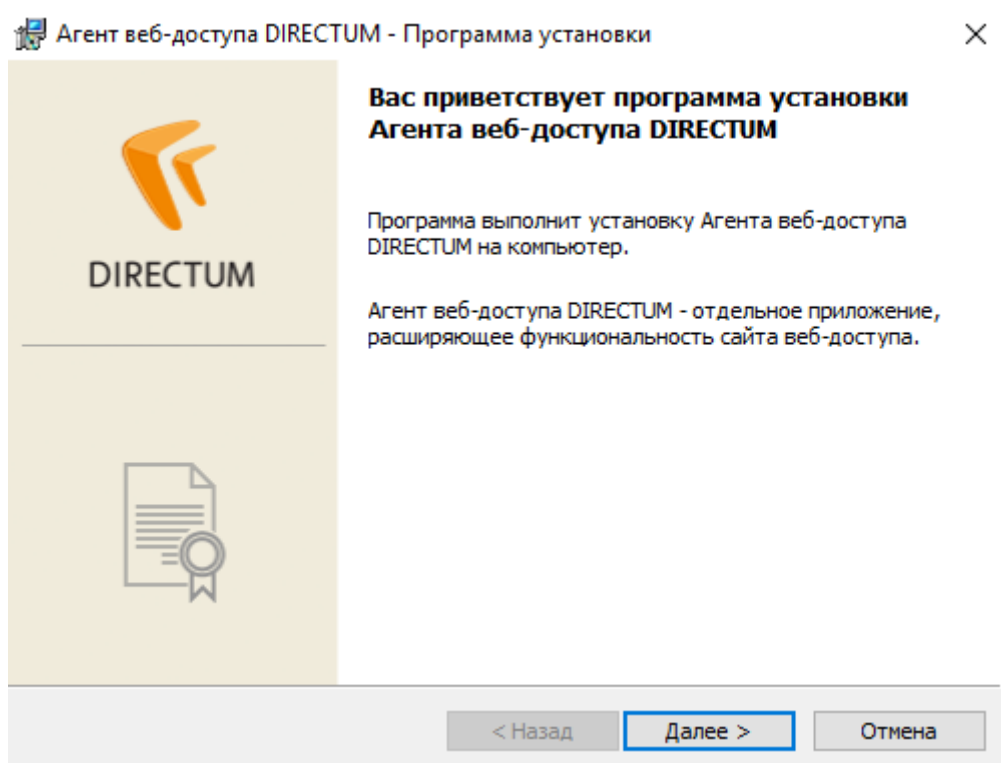 Агент веб-доступа DIRECTUM - Программа установки
Вас приветствует программа установки
Агента веб-доступа DIRECTUM
Программа выполнит установку Агента веб-доступа
DIRECTUM на компьютер.
DIRECTUM
Агент веб-доступа DIRECTUM - отдельное приложение,
расширяющее функциональность сайта веб-доступа.
< Назад
Далее >
Отмена